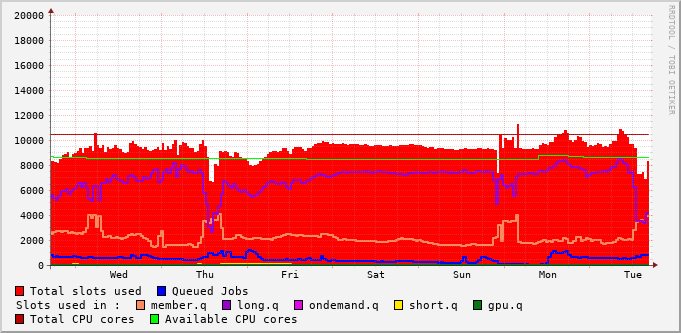 20000
18000
16000
14000
12000
10000
8000
6000
4000
2000
0
Wed Thu Fri Sat Sun Mon Tue
RRDTOOL / TOBI OETIKER
Total slots used Queued Jobs
Slots used in : member.q long.q ondemand.q short.q gpu.q
Total CPU cores Available CPU cores